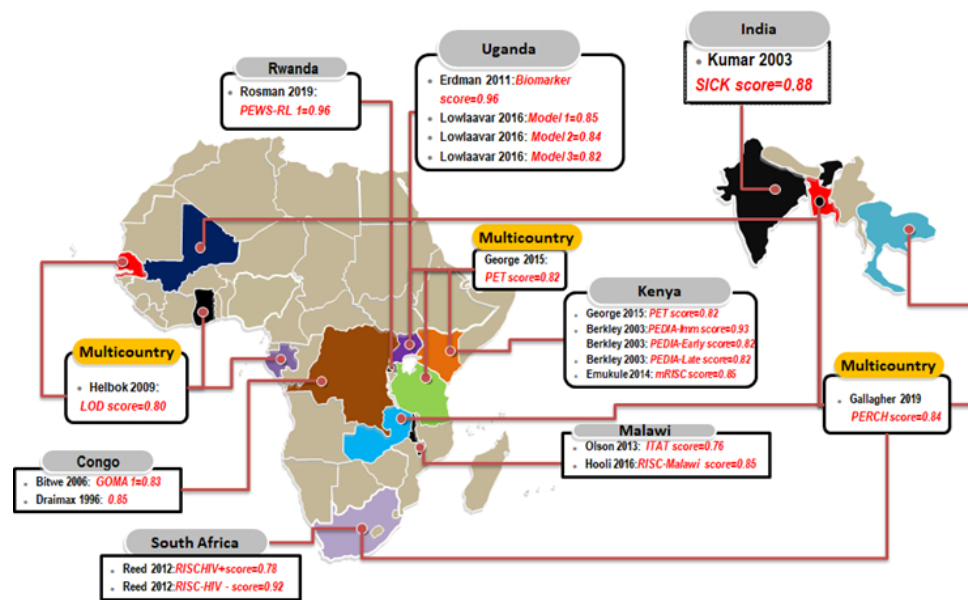 India
Kumar 2003
SICK score=0.88
Uganda
Erdman 2011:Biomarker
score=0.96
Lowlaavar 2016:Model 1=0.85
Lowlaavar 2016: Model 2=0.84
Lowlaavar 2016: Model 3=0.82
Rwanda
Rosman 2019:
PEWS-RL 1=0.96
Multicountry
George 2015:
PET score=0.82
Kenya
George 2015: PET score=0.82
Berkley 2003:PEDIA-Imm score=0.93
Berkley 2003:PEDIA-Early score=0.82
Berkley 2003: PEDIA-Late score=0.82
Emukule 2014: mRISC score=0.85
Multicountry
Helbok 2009:
LOD score=0.80
Multicountry
Gallagher 2019
PERCH score=0.84
Malawi
Olson 2013: ITAT score=0.76
Hooli 2016:RISC-Malawi score=0.85
Congo
Bitwe 2006: GOMA 1=0.83
Draimax 1996: 0.85
South Africa
Reed 2012:RISCHIV+score=0.78
Reed 2012:RISC-HIV - score=0.92